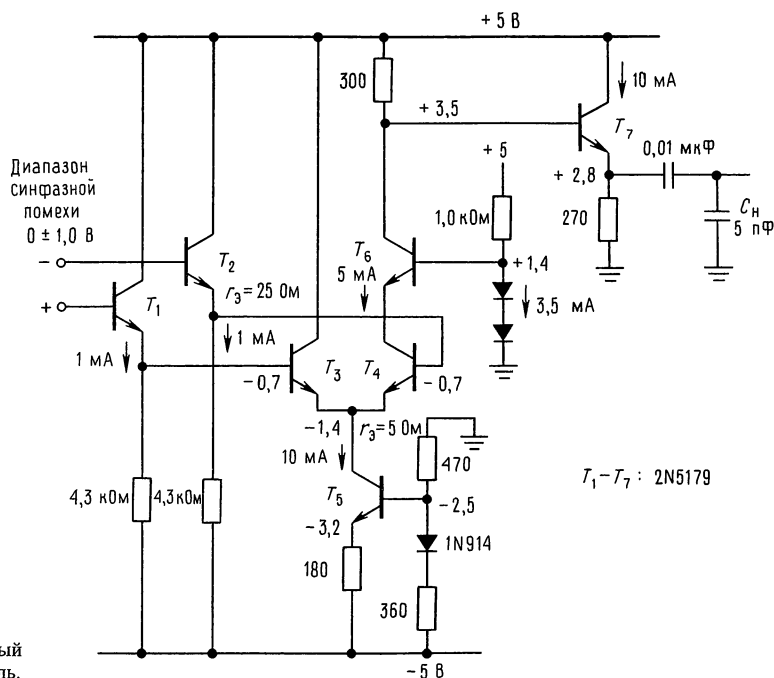 + 5 В
300
+ 3,5
10 мА
T₇
0,01 мкФ
+ 5
+ 2,8
Диапазон
синфазной
помехи
0 ± 1,0 В
1,0 кОм
270
Cн
5 пФ
−
T₂
T₆
+ 1,4
5 мА
3,5 мА
+
T₁
rэ = 25 Ом
1 мА
1 мА
T₃
T₄
− 0,7
− 0,7
− 1,4
rэ = 5 Ом
10 мА
470
4,3 кОм
4,3 кОм
T₅
− 2,5
T₁ − T₇ : 2N5179
− 3,2
1N914
180
360
ый
ль.
− 5 В